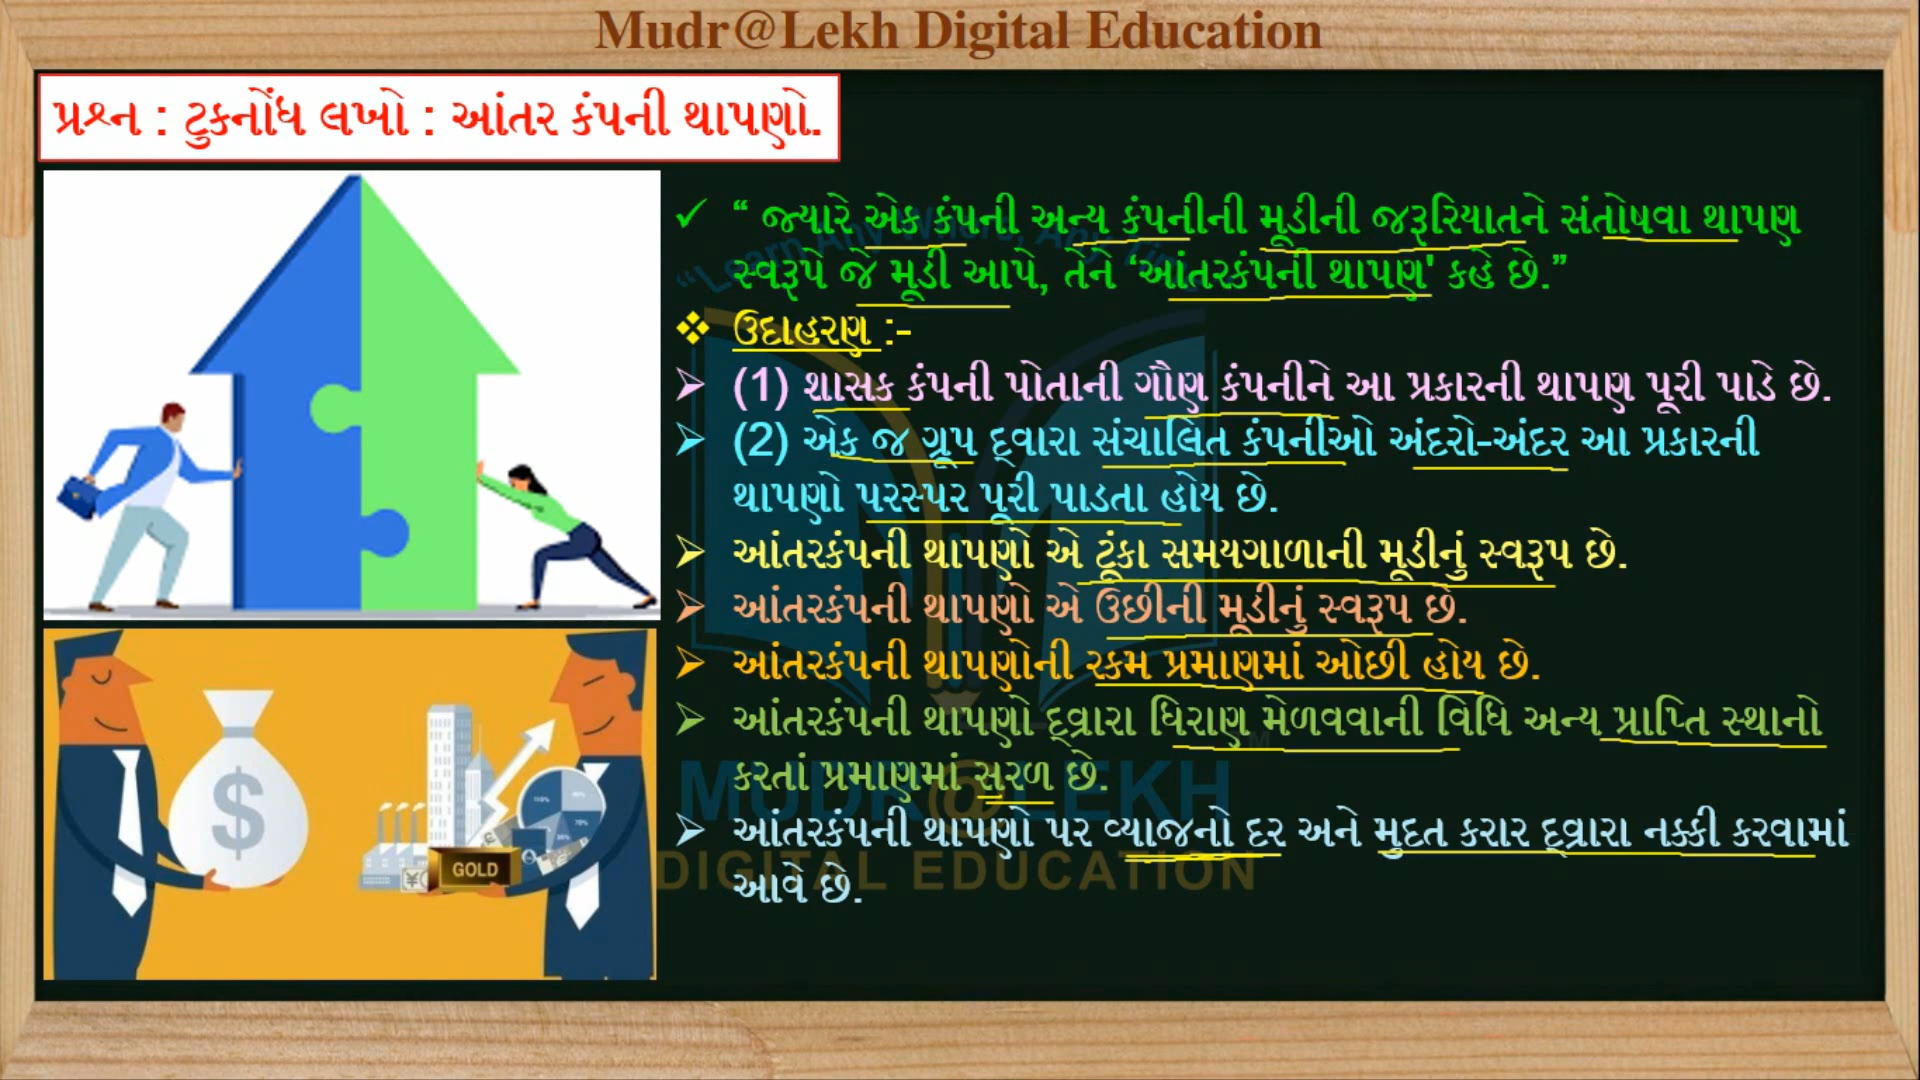 Mudr@Lekh Digital Education
પ્રશ્ન : ટુકનોંધ લખો : આંતર કંપની થાપણો.
✓ “ જ્યારે એક કંપની અન્ય કંપનીની મૂડીની જરૂરિયાતને સંતોષવા થાપણ
સ્વરૂપે જે મૂડી આપે, તેને ‘આંતરકંપની થાપણ' કહે છે.”
❖ ઉદાહરણ :-
➢ (1) શાસક કંપની પોતાની ગૌણ કંપનીને આ પ્રકારની થાપણ પૂરી પાડે છે.
➢ (2) એક જ ગ્રૂપ દ્વારા સંચાલિત કંપનીઓ અંદરો-અંદર આ પ્રકારની
થાપણો પરસ્પર પૂરી પાડતા હોય છે.
➢ આંતરકંપની થાપણો એ ટૂંકા સમયગાળાની મૂડીનું સ્વરૂપ છે.
➢ આંતરકંપની થાપણો એ ઉછીની મૂડીનું સ્વરૂપ છે.
➢ આંતરકંપની થાપણોની રકમ પ્રમાણમાં ઓછી હોય છે.
➢ આંતરકંપની થાપણો દ્વારા ધિરાણ મેળવવાની વિધિ અન્ય પ્રાપ્તિ સ્થાનો
કરતાં પ્રમાણમાં સરળ છે.
➢ આંતરકંપની થાપણો પર વ્યાજનો દર અને મુદત કરાર દ્વારા નક્કી કરવામાં
આવે છે.
$
GOLD
MUDR@LEKH
DIGITAL EDUCATION